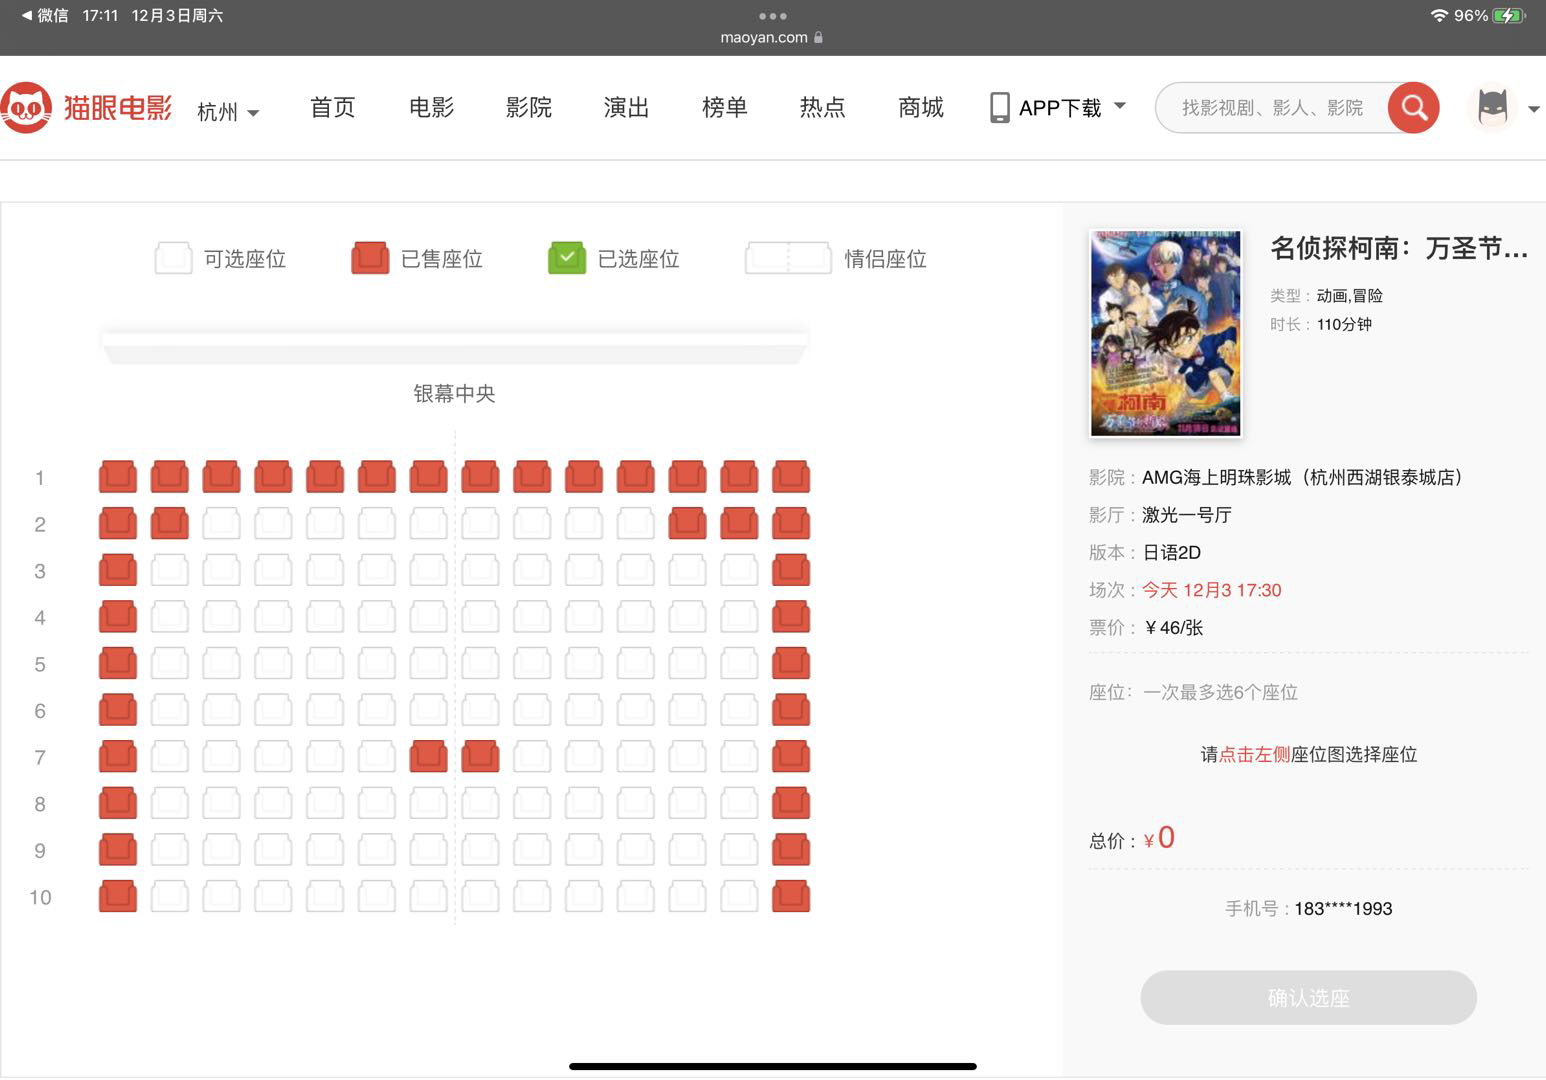 微信 17:11 12月3日周六
96%
maoyan.com
猫眼电影 杭州 首页 电影 影院 演出 榜单 热点 商城 APP下载 找影视剧、影人、影院
可选座位 已售座位 已选座位 情侣座位
银幕中央
1
2
3
4
5
6
7
8
9
10
名侦探柯南：万圣节...
类型：动画,冒险
时长：110分钟
柯南
影院：AMG海上明珠影城（杭州西湖银泰城店）
影厅：激光一号厅
版本：日语2D
场次：今天 12月3 17:30
票价：¥46/张
座位：一次最多选6个座位
请点击左侧座位图选择座位
总价：¥0
手机号：183****1993
确认选座